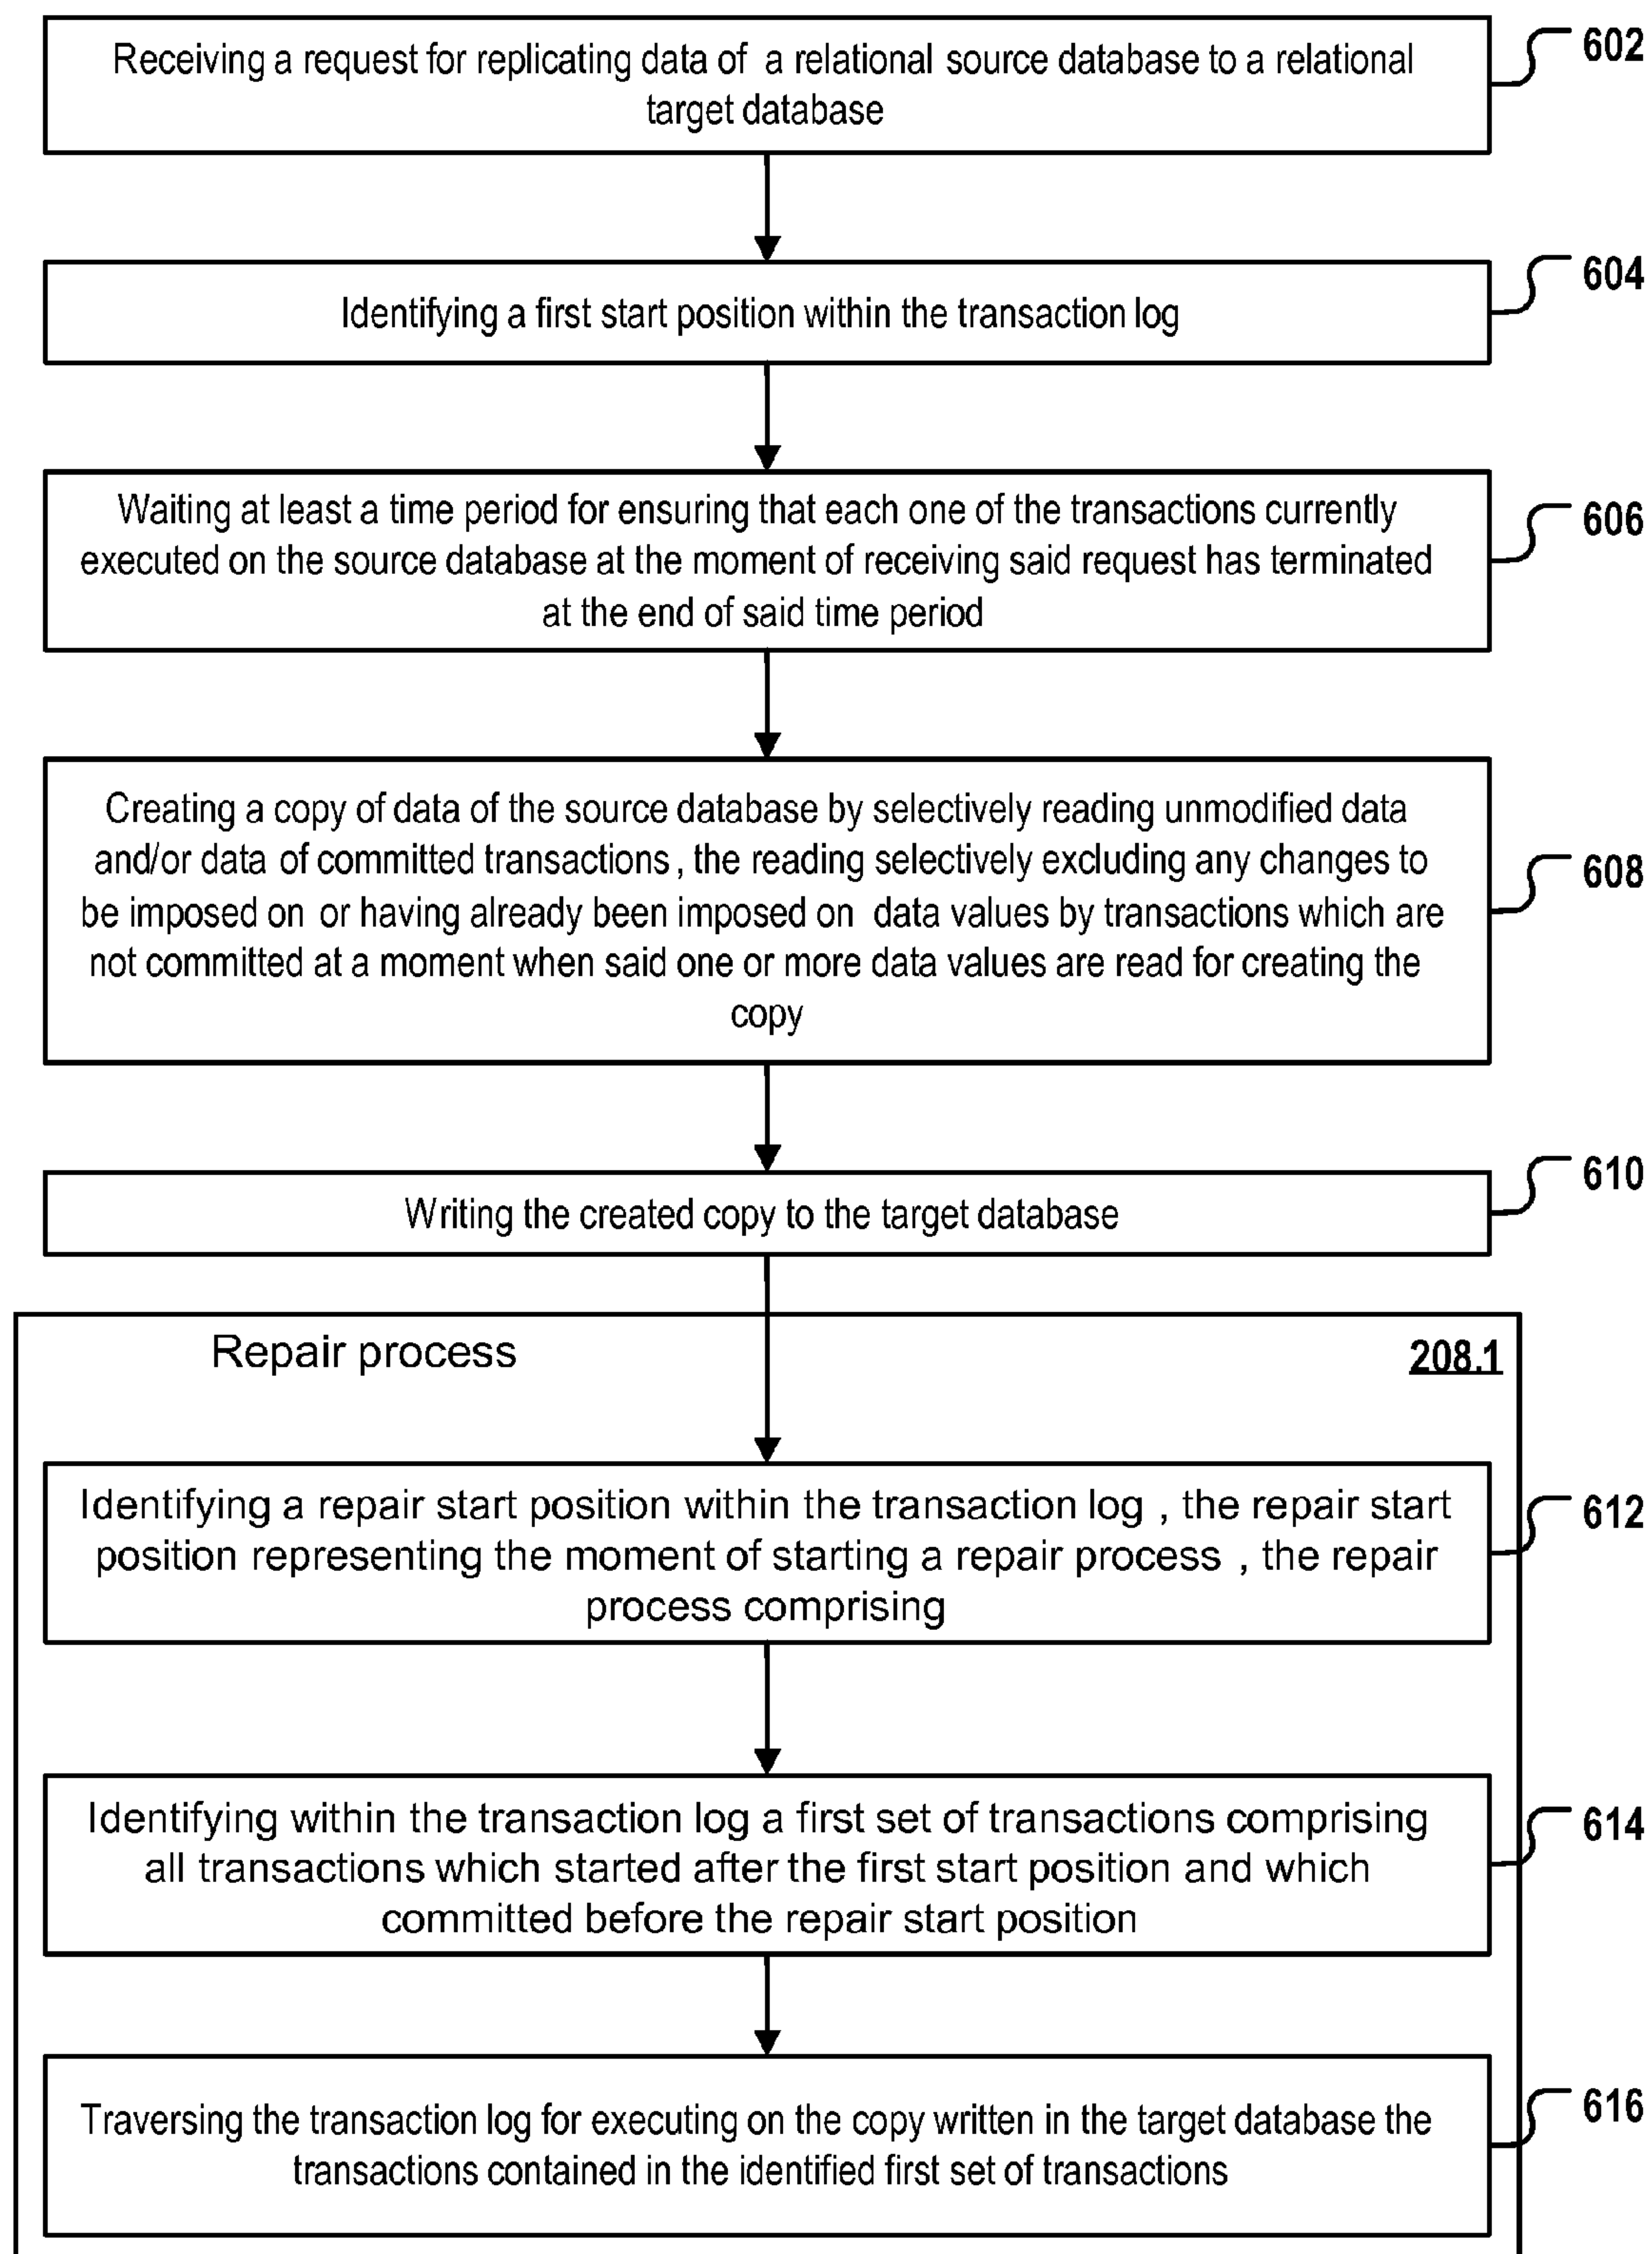 Receiving a request for replicating data of a relational source database to a relational
target database
602
Identifying a first start position within the transaction log
604
Waiting at least a time period for ensuring that each one of the transactions currently
executed on the source database at the moment of receiving said request has terminated
at the end of said time period
606
Creating a copy of data of the source database by selectively reading unmodified data
and/or data of committed transactions, the reading selectively excluding any changes to
be imposed on or having already been imposed on data values by transactions which are
not committed at a moment when said one or more data values are read for creating the
copy
608
Writing the created copy to the target database
610
Repair process
208.1
Identifying a repair start position within the transaction log , the repair start
position representing the moment of starting a repair process , the repair
process comprising
612
Identifying within the transaction log a first set of transactions comprising
all transactions which started after the first start position and which
committed before the repair start position
614
Traversing the transaction log for executing on the copy written in the target database the
transactions contained in the identified first set of transactions
616